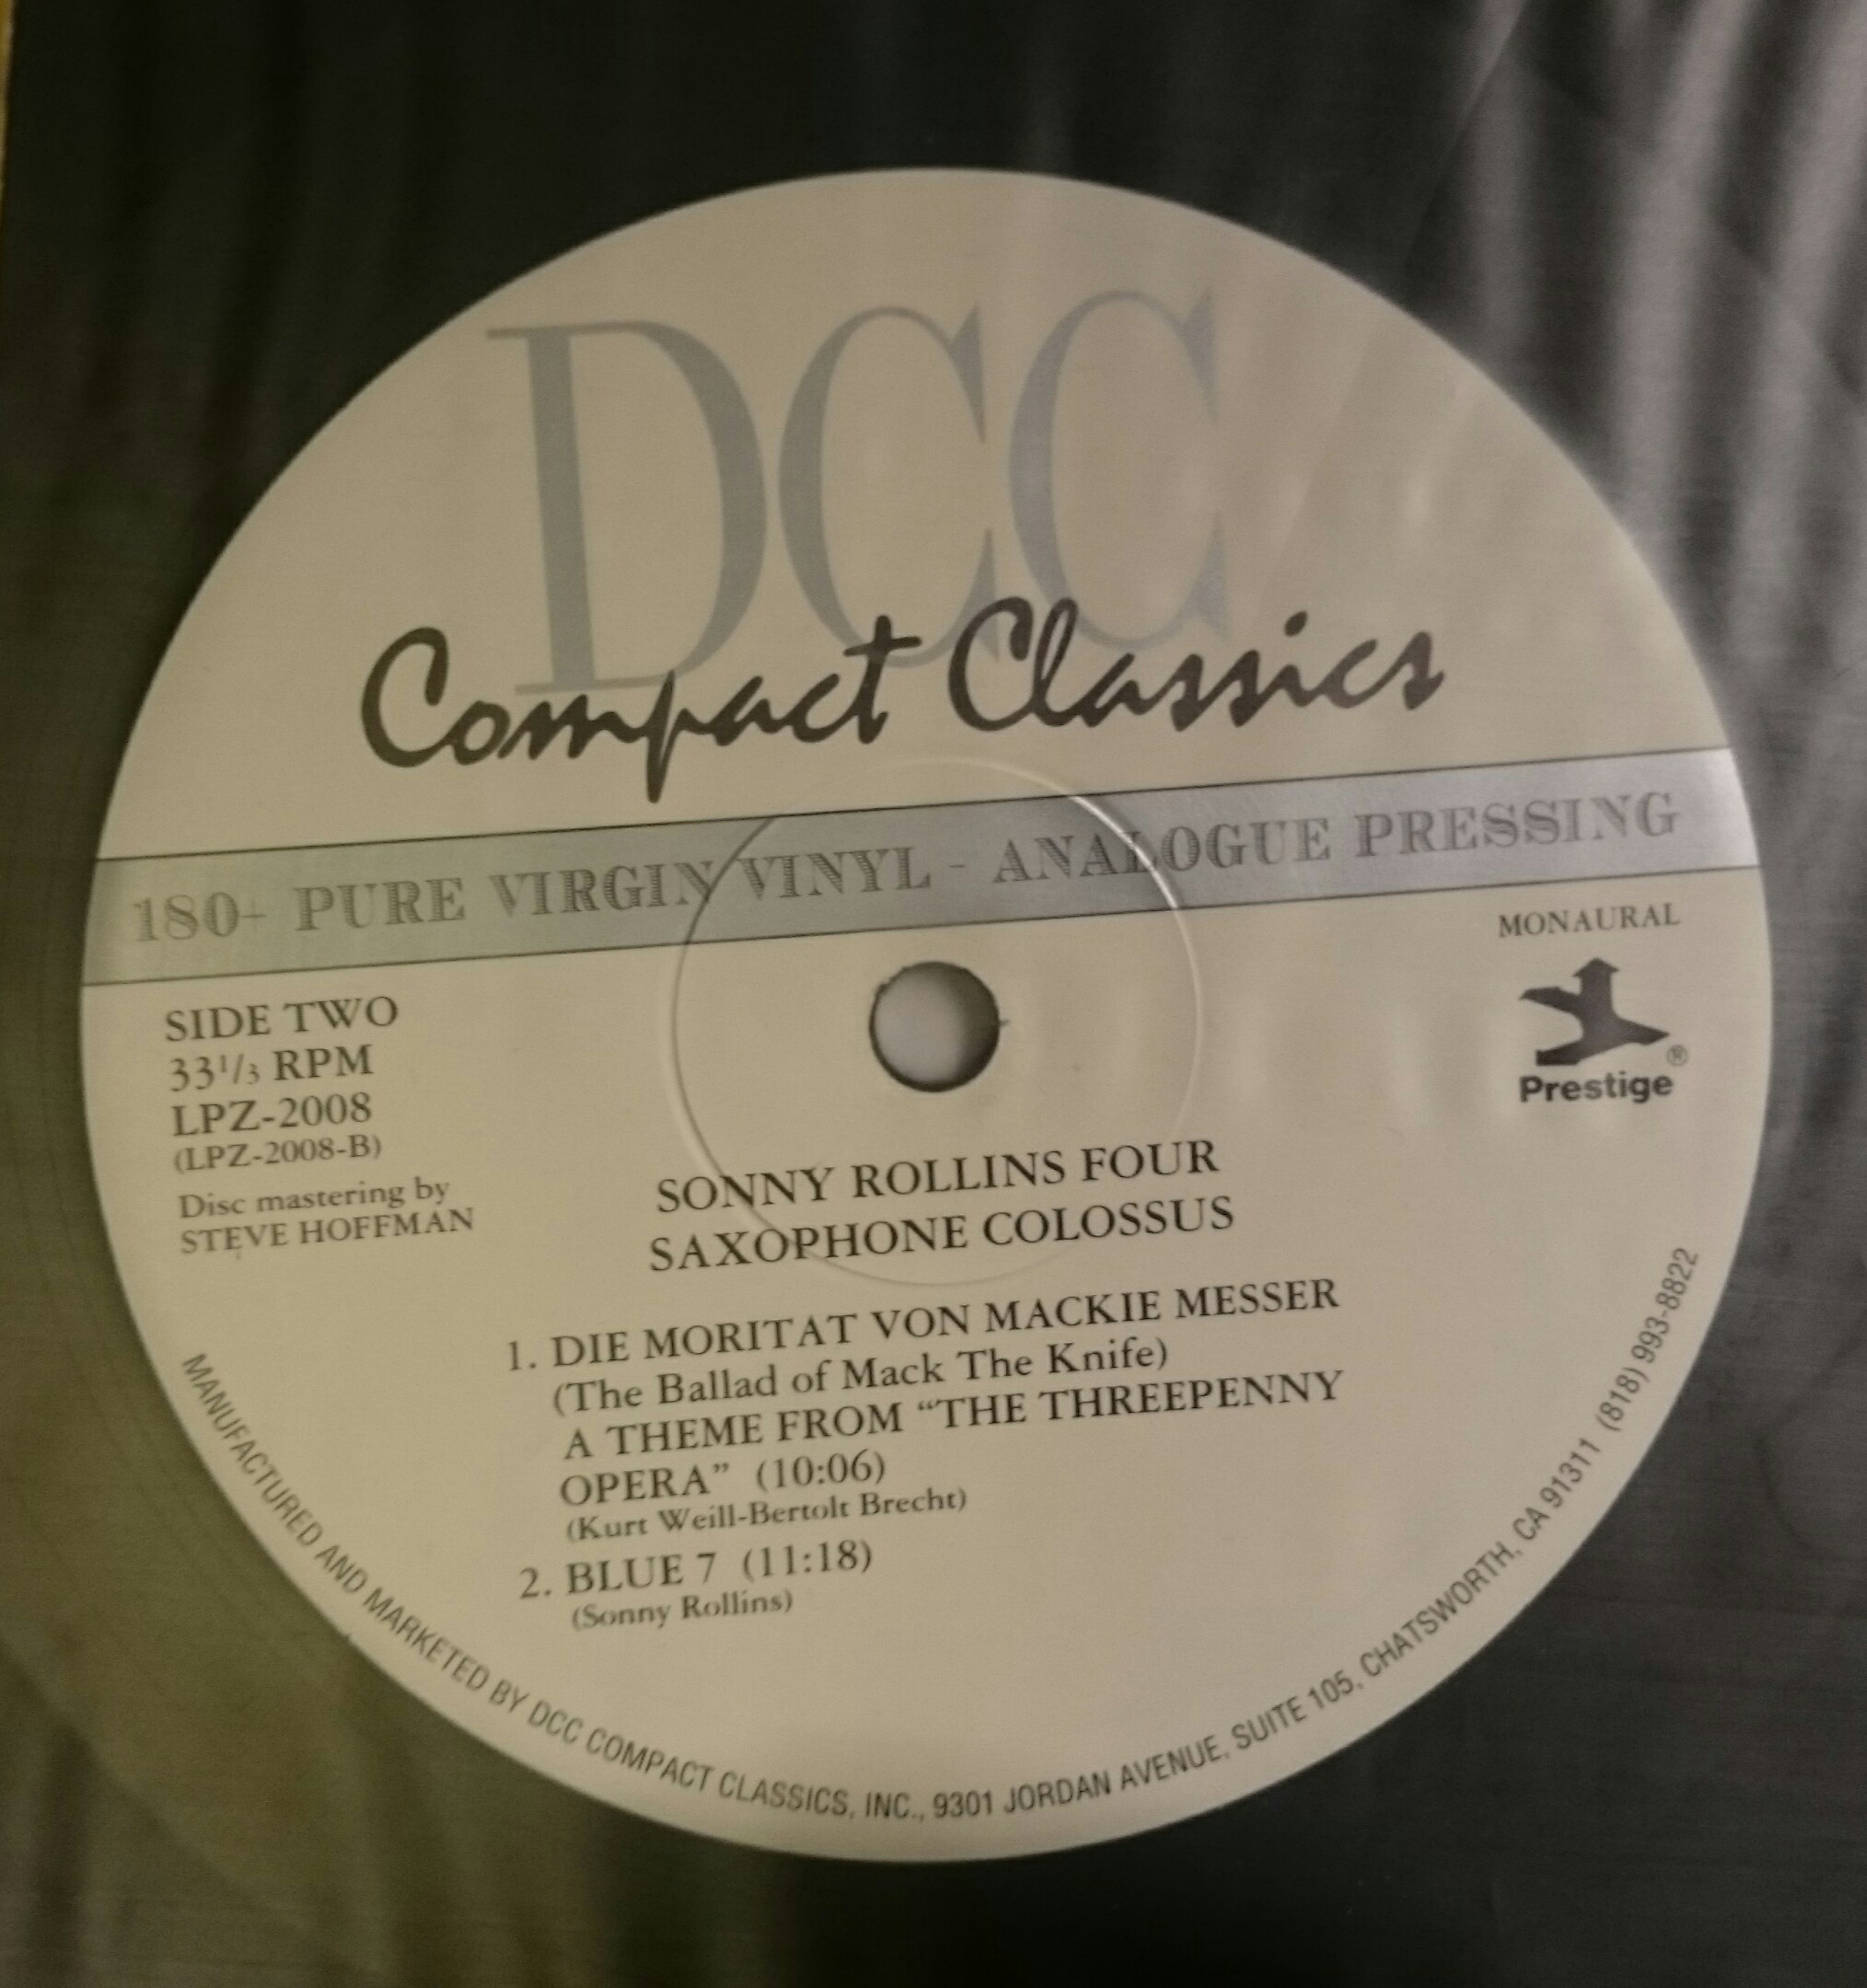 DCC
Compact Classics
180+ PURE VIRGIN VINYL - ANALOGUE PRESSING
MONAURAL
Prestige®
SIDE TWO
33¹/₃ RPM
LPZ-2008
(LPZ-2008-B)
Disc mastering by
STEVE HOFFMAN
SONNY ROLLINS FOUR
SAXOPHONE COLOSSUS
1. DIE MORITAT VON MACKIE MESSER
(The Ballad of Mack The Knife)
A THEME FROM “THE THREEPENNY
OPERA” (10:06)
(Kurt Weill-Bertolt Brecht)
2. BLUE 7 (11:18)
(Sonny Rollins)
MANUFACTURED AND MARKETED BY DCC COMPACT CLASSICS, INC., 9301 JORDAN AVENUE, SUITE 105, CHATSWORTH, CA 91311 (818) 993-8822